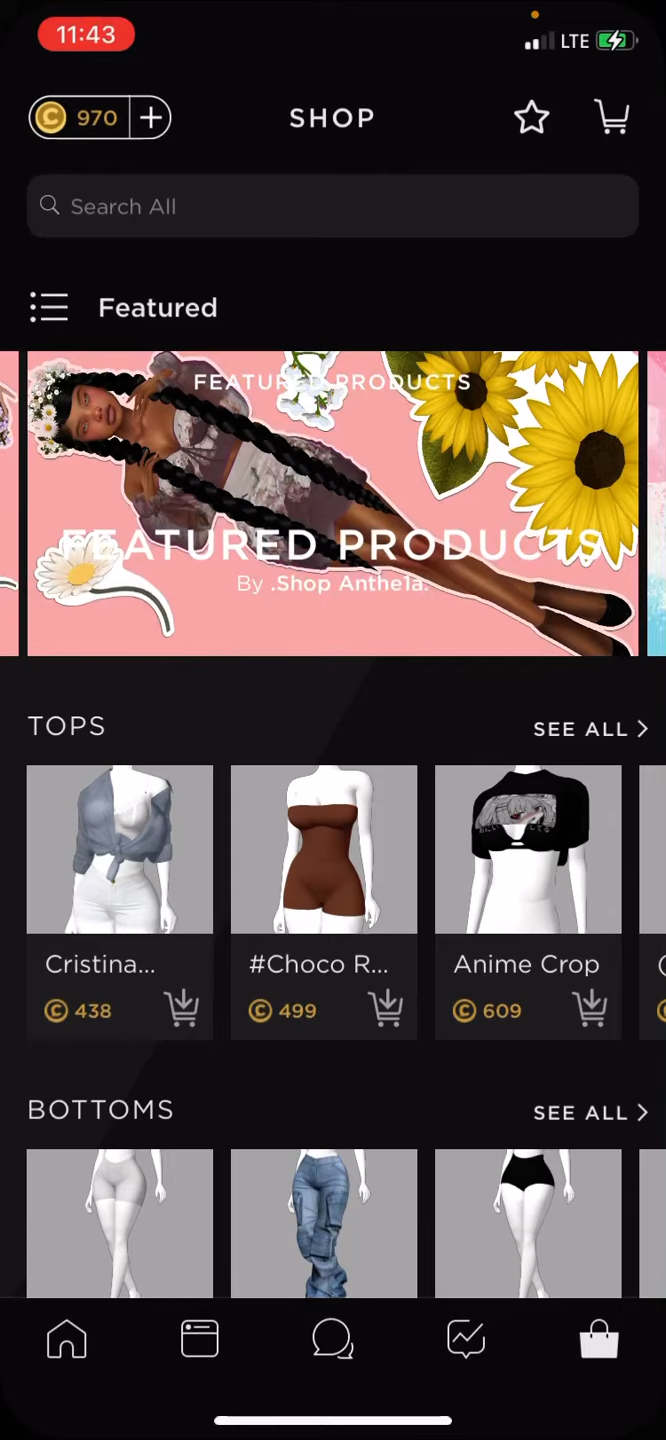 11:43
LTE
970
SHOP
Search All
Featured
FEATURED PRODUCTS
FEATURED PRODUCTS
By .Shop Anthe1a.
TOPS
SEE ALL
Cristina...
#Choco R...
Anime Crop
438
499
609
BOTTOMS
SEE ALL